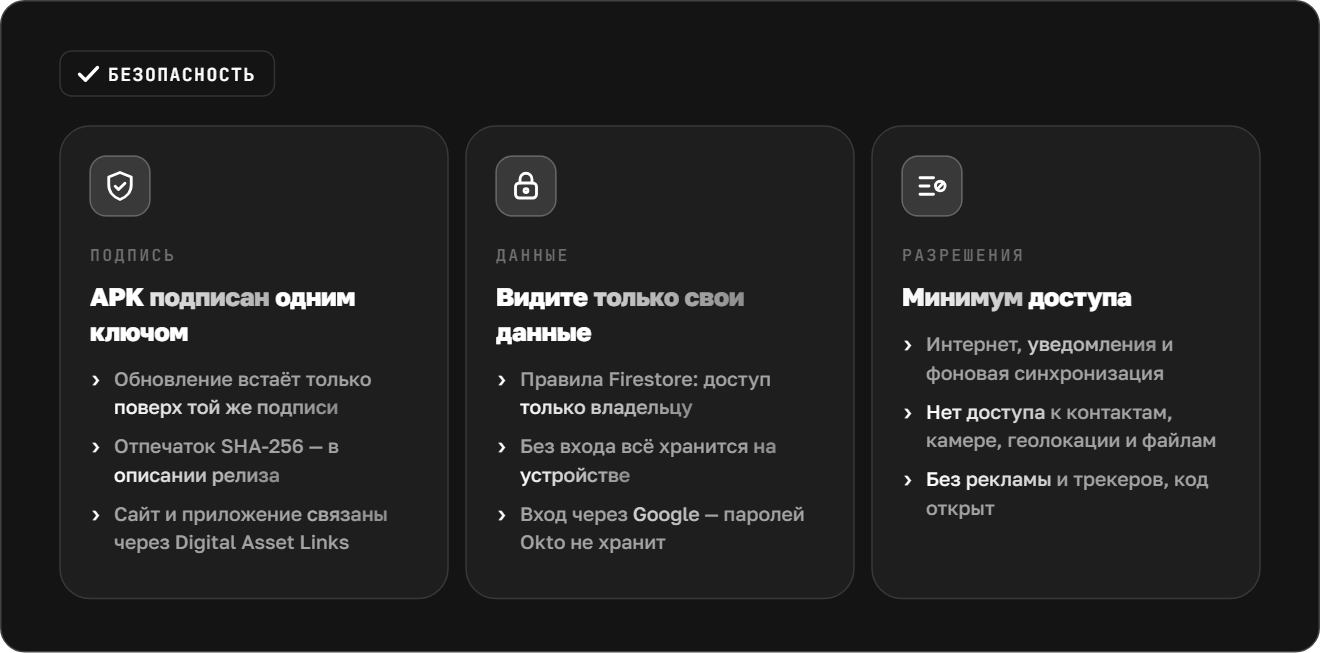 БЕЗОПАСНОСТЬ
ПОДПИСЬ
APK подписан одним
ключом
› Обновление встаёт только
поверх той же подписи
› Отпечаток SHA-256 — в
описании релиза
› Сайт и приложение связаны
через Digital Asset Links
ДАННЫЕ
Видите только свои
данные
› Правила Firestore: доступ
только владельцу
› Без входа всё хранится на
устройстве
› Вход через Google — паролей
Okto не хранит
РАЗРЕШЕНИЯ
Минимум доступа
› Интернет, уведомления и
фоновая синхронизация
› Нет доступа к контактам,
камере, геолокации и файлам
› Без рекламы и трекеров, код
открыт